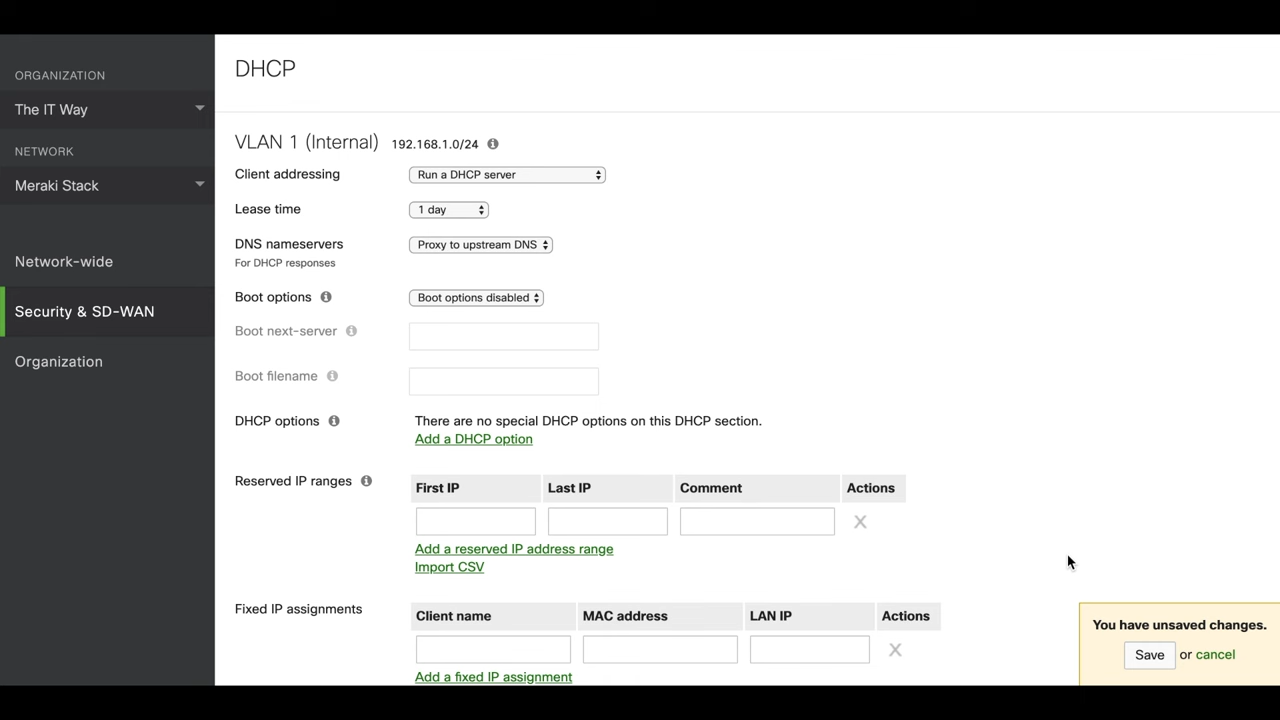 DHCP
ORGANIZATION
The IT Way
NETWORK
Meraki Stack
Network-wide
Security & SD-WAN
Organization
VLAN 1 (Internal) 192.168.1.0/24
Client addressing Run a DHCP server
Lease time 1 day
DNS nameservers Proxy to upstream DNS
For DHCP responses
Boot options Boot options disabled
Boot next-server
Boot filename
DHCP options There are no special DHCP options on this DHCP section.
Add a DHCP option
Reserved IP ranges First IP Last IP Comment Actions
X
Add a reserved IP address range
Import CSV
Fixed IP assignments Client name MAC address LAN IP Actions
X
Add a fixed IP assignment
You have unsaved changes.
Save or cancel